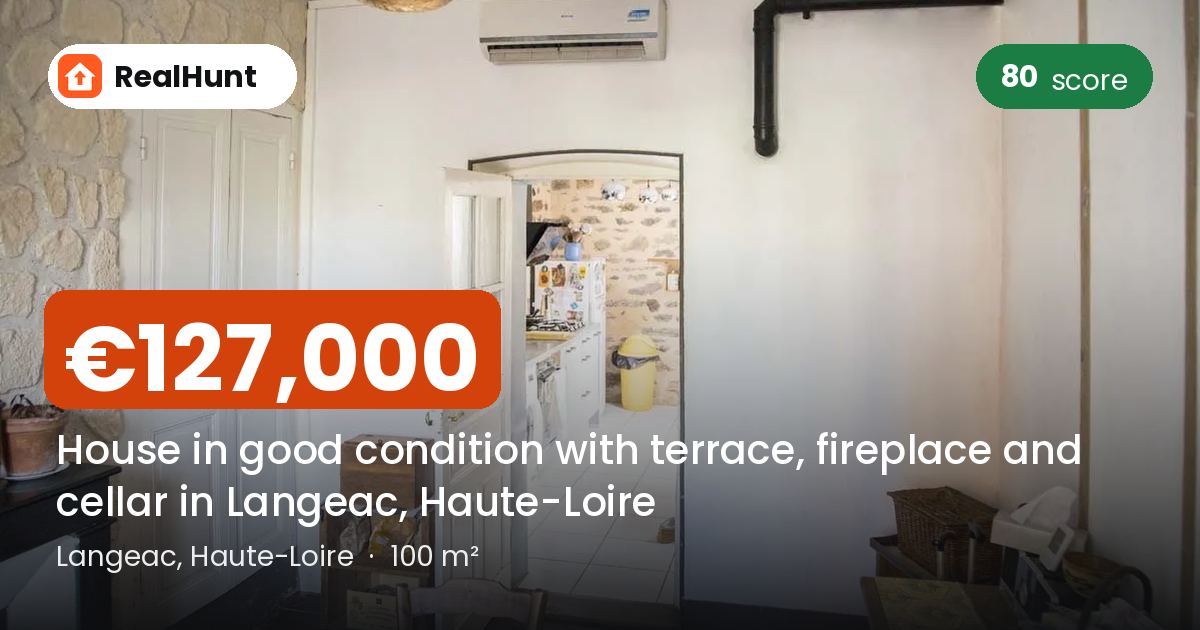 RealHunt
80 score
€127,000
House in good condition with terrace, fireplace and
cellar in Langeac, Haute-Loire
Langeac, Haute-Loire · 100 m²